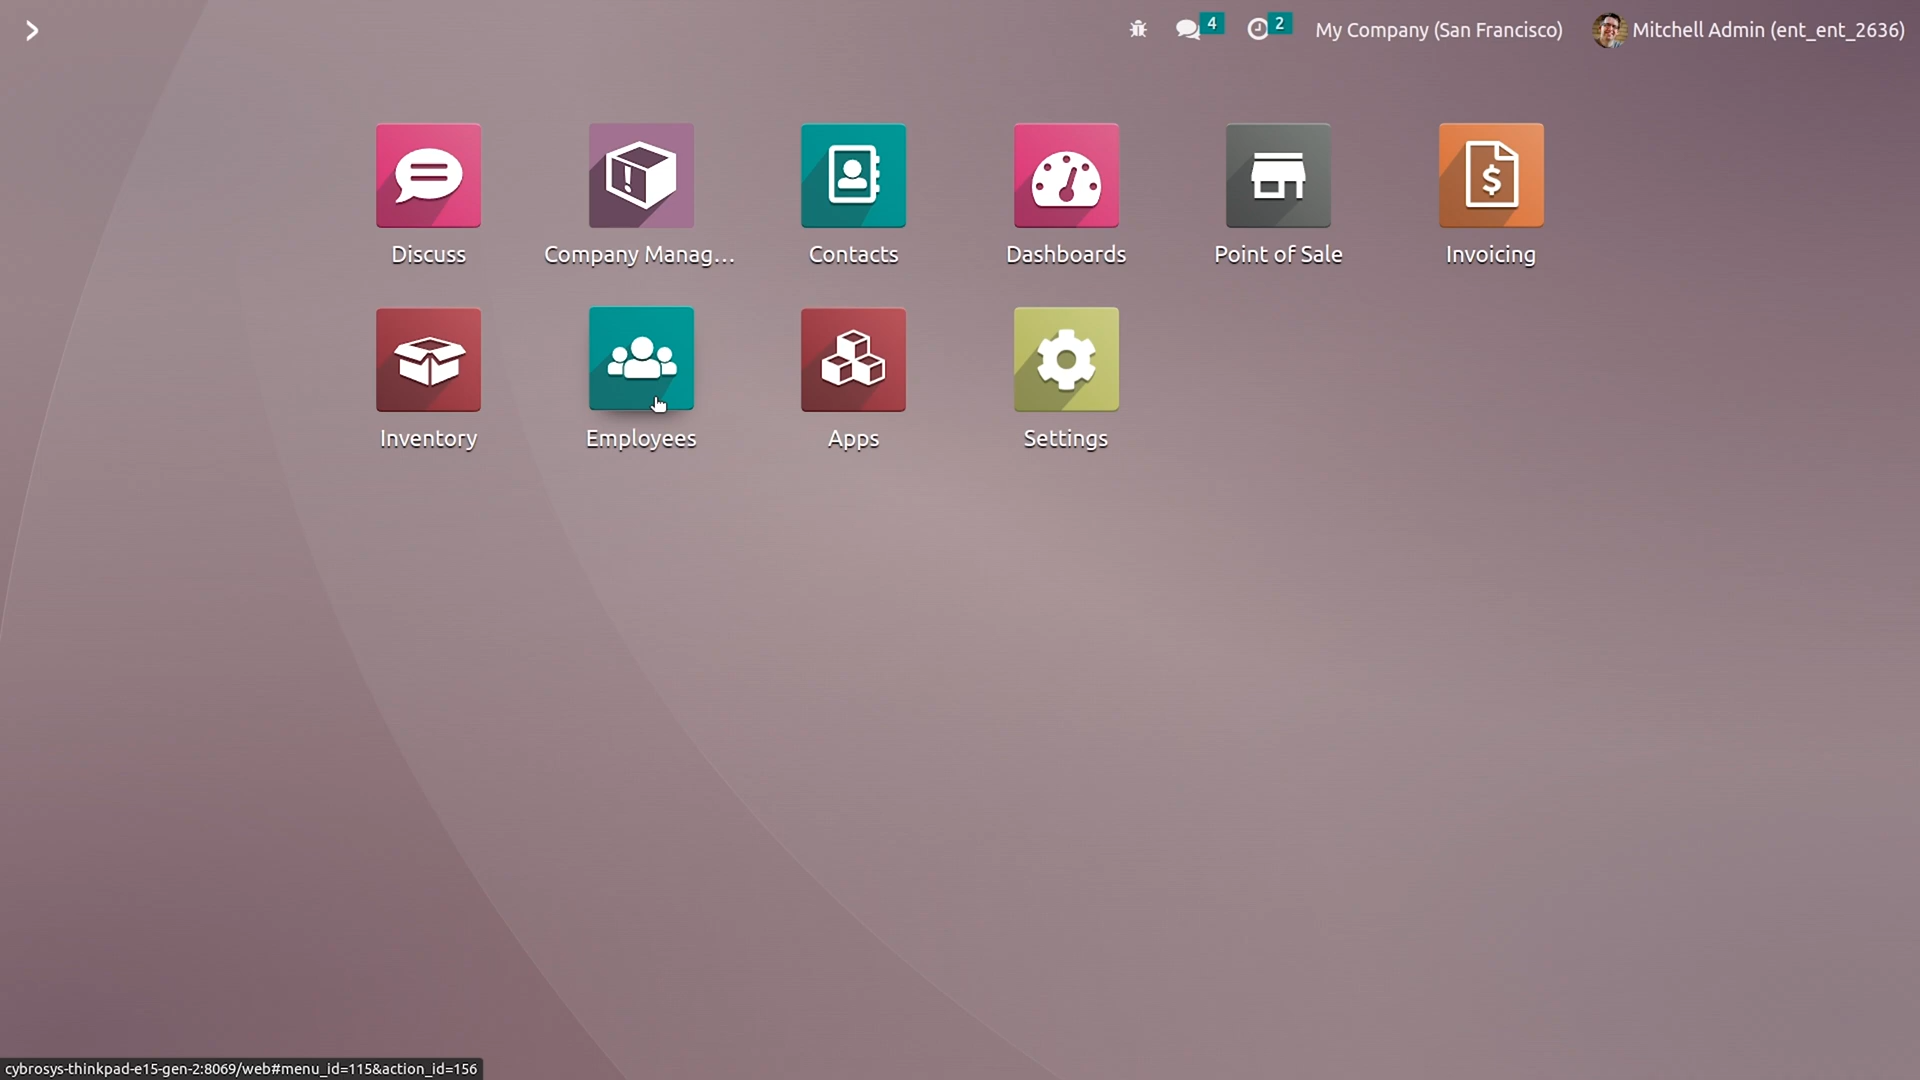 4 2 My Company (San Francisco) Mitchell Admin (ent_ent_2636)
Discuss Company Manag... Contacts Dashboards Point of Sale Invoicing
Inventory Employees Apps Settings
cybrosys-thinkpad-e15-gen-2:8069/web#menu_id=115&action_id=156